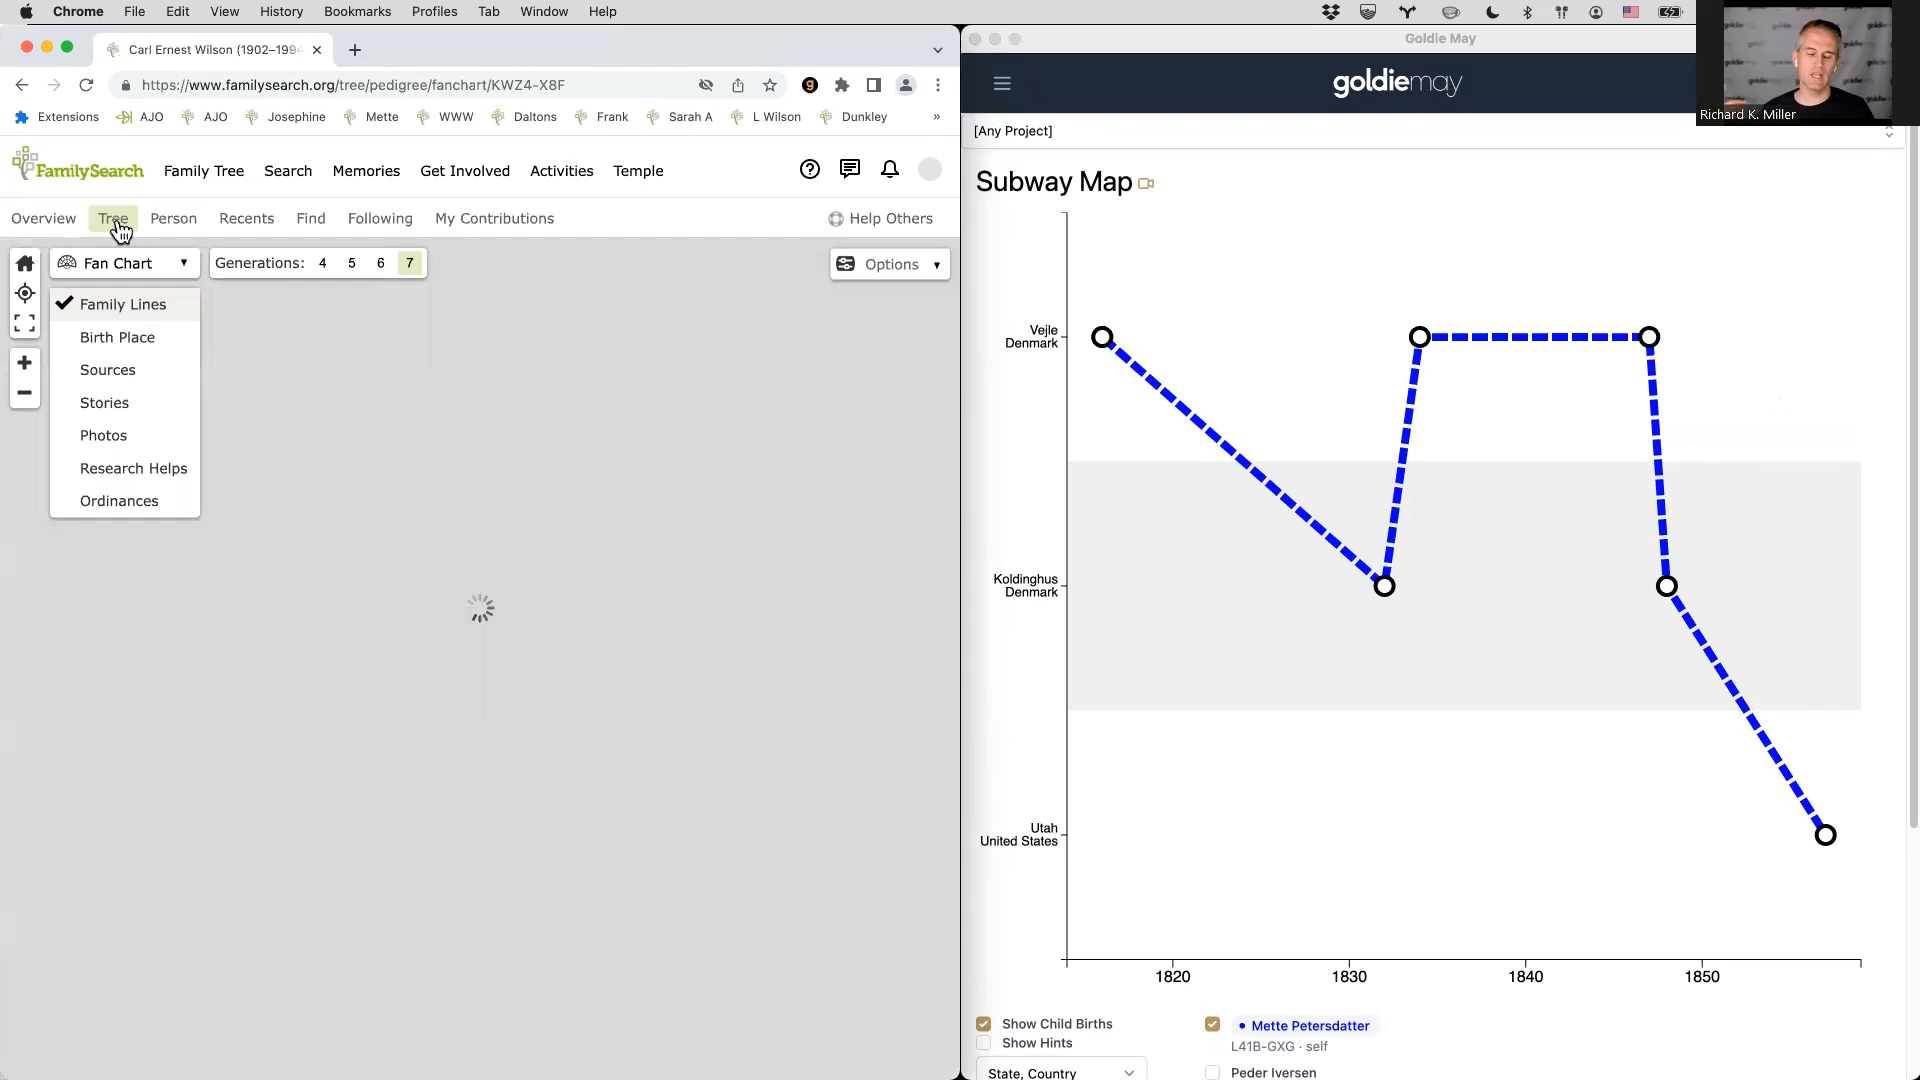 Chrome File Edit View History Bookmarks Profiles Tab Window Help
Carl Ernest Wilson (1902–199
https://www.familysearch.org/tree/pedigree/fanchart/KWZ4-X8F
Extensions AJO AJO Josephine Mette WWW Daltons Frank Sarah A L Wilson Dunkley »
FamilySearch Family Tree Search Memories Get Involved Activities Temple
Overview Tree Person Recents Find Following My Contributions Help Others
Fan Chart Generations: 4 5 6 7 Options
Family Lines
Birth Place
Sources
Stories
Photos
Research Helps
Ordinances
Goldie May
goldiemay
Richard K. Miller
[Any Project]
Subway Map
Vejle
Denmark
Koldinghus
Denmark
Utah
United States
1820 1830 1840 1850
Show Child Births
Show Hints
State, Country
• Mette Petersdatter
L41B-GXG · self
Peder Iversen